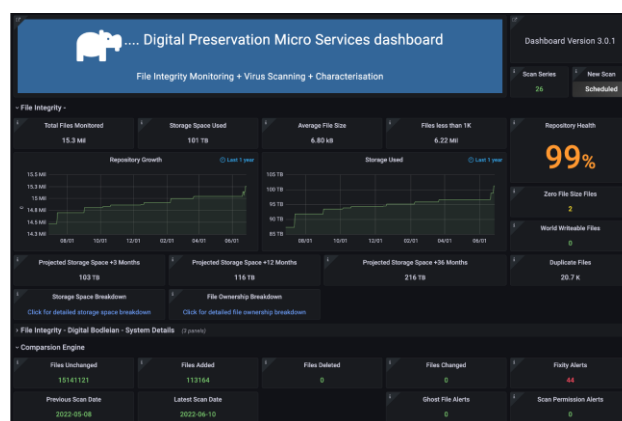 .... Digital Preservation Micro Services dashboard
File Integrity Monitoring + Virus Scanning + Characterisation
Dashboard Version 3.0.1
Scan Series
26
New Scan
Scheduled
File Integrity -
Total Files Monitored
15.3 Mil
Storage Space Used
101 TB
Average File Size
6.80 kB
Files less than 1K
6.22 Mil
Repository Health
99%
Repository Growth
Last 1 year
15.5 Mil
15.3 Mil
15 Mil
14.8 Mil
14.5 Mil
14.3 Mil
08/01 10/01 12/01 02/01 04/01 06/01
Storage Used
Last 1 year
105 TB
100 TB
95 TB
90 TB
85 TB
08/01 10/01 12/01 02/01 04/01 06/01
Zero File Size Files
2
World Writeable Files
0
Projected Storage Space +3 Months
103 TB
Projected Storage Space +12 Months
116 TB
Projected Storage Space +36 Months
216 TB
Duplicate Files
20.7 K
Storage Space Breakdown
Click for detailed storage space breakdown
File Ownership Breakdown
Click for detailed file ownership breakdown
File Integrity - Digital Bodleian - System Details (3 panels)
Comparsion Engine
Files Unchanged
15141121
Files Added
113164
Files Deleted
0
Files Changed
0
Fixity Alerts
44
Previous Scan Date
2022-05-08
Latest Scan Date
2022-06-10
Ghost File Alerts
0
Scan Permission Alerts
0